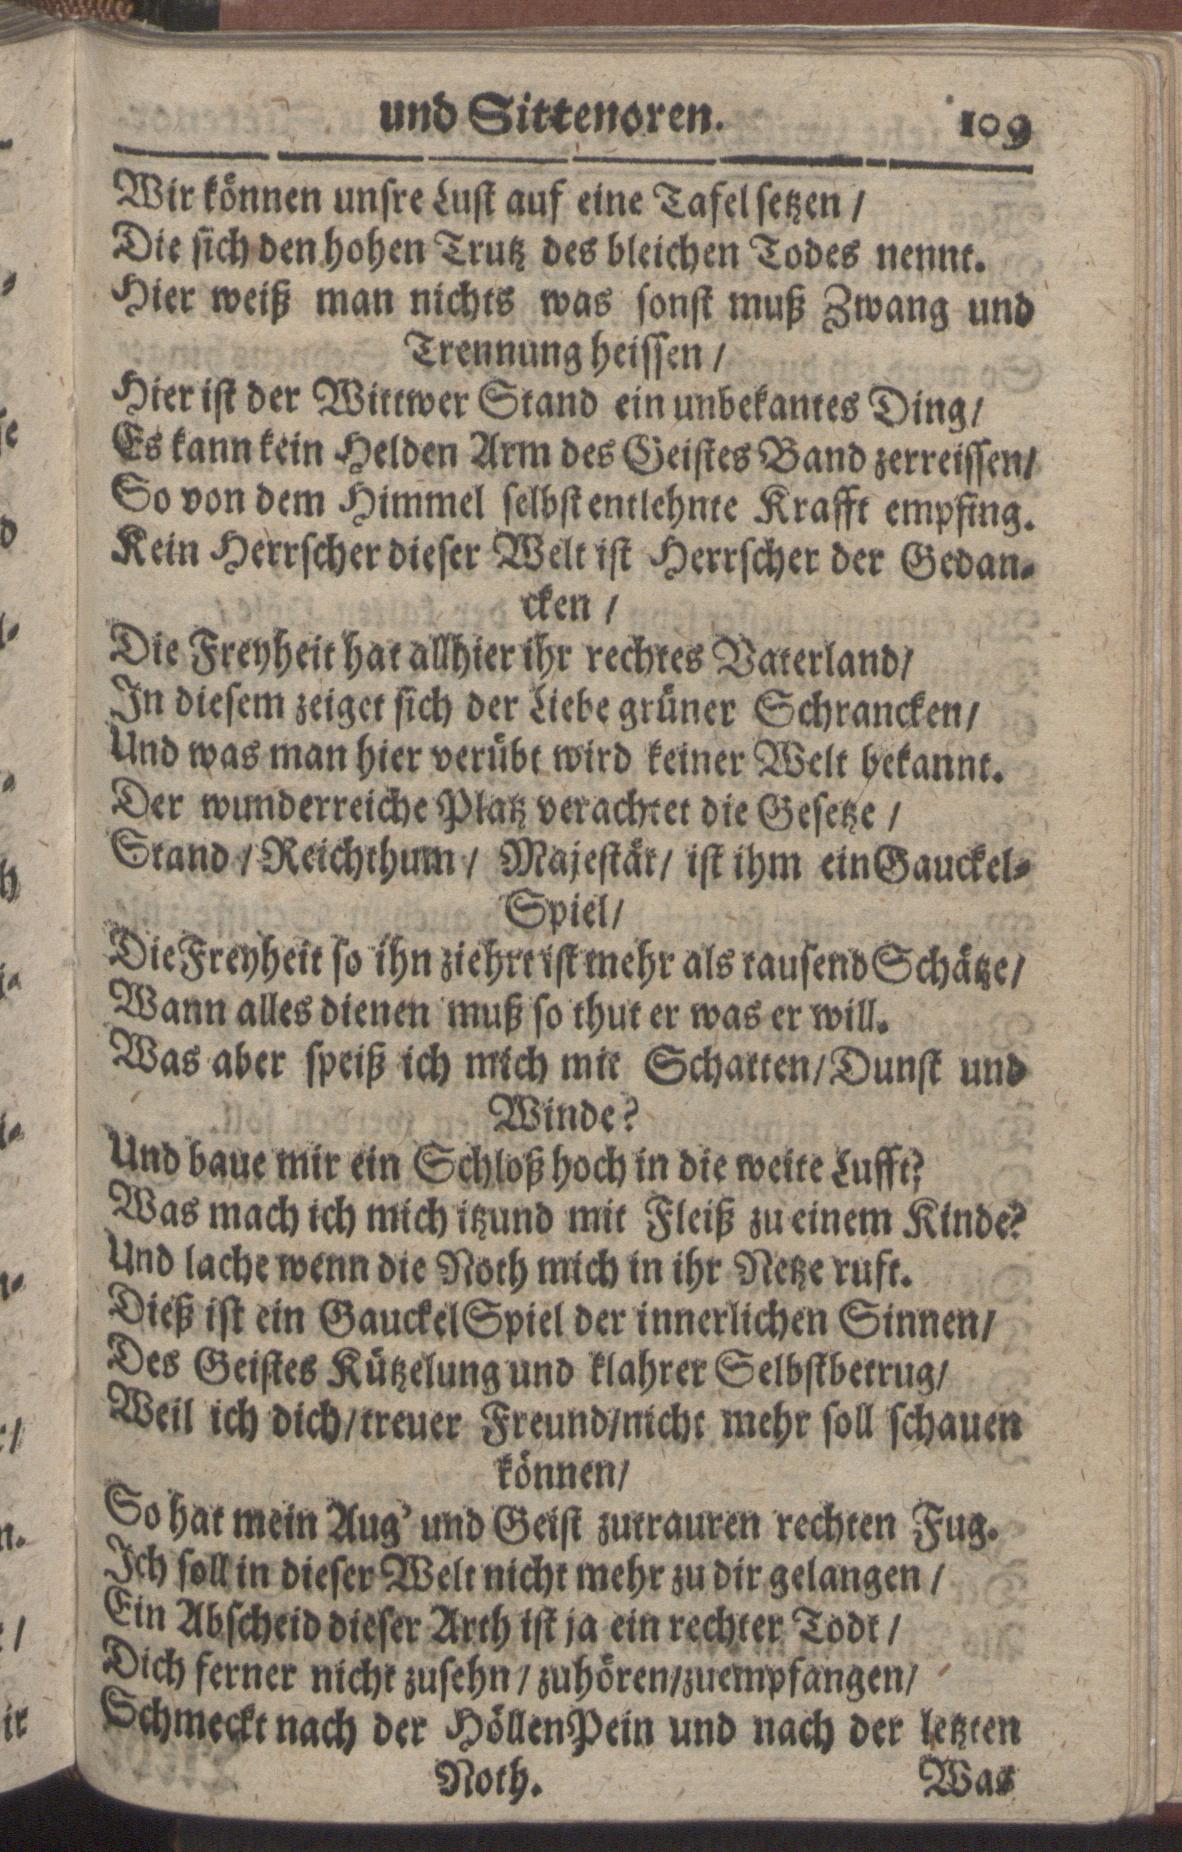 und Sittenoren. 109
Wir können unsre Lust auf eine Tafel setzen /
Die sich den hohen Trutz des bleichen Todes nennt.
Hier weiß man nichts was sonst muß Zwang und
Trennung heissen /
Hier ist der Wittwer Stand ein unbekantes Ding/
Es kann kein Helden Arm des Geistes Band zerreissen/
So von dem Himmel selbst entlehnte Krafft empfing.
Kein Herrscher dieser Welt ist Herrscher der Gedan-
cken /
Die Freyheit hat allhier ihr rechtes Vaterland/
In diesem zeiget sich der Liebe grüner Schrancken/
Und was man hier verübt wird keiner Welt bekannt.
Der wunderreiche Platz verachtet die Gesetze /
Stand / Reichthum / Majestät / ist ihm ein Gauckel-
Spiel/
Die Freyheit so ihn ziehrt ist mehr als tausend Schätze/
Wann alles dienen muß so thut er was er will.
Was aber speiß ich mich mit Schatten/Dunst und
Winde?
Und baue mir ein Schloß hoch in die weite Lufft?
Was mach ich mich itzund mit Fleiß zu einem Kinde?
Und lache wenn die Noth mich in ihr Netze ruft.
Dieß ist ein GauckelSpiel der innerlichen Sinnen/
Des Geistes Kützelung und klahrer Selbstbetrug/
Weil ich dich/treuer Freund/nicht mehr soll schauen
können/
So hat mein Aug' und Geist zutrauren rechten Fug.
Ich soll in dieser Welt nicht mehr zu dir gelangen /
Ein Abscheid dieser Arth ist ja ein rechter Todt /
Dich ferner nicht zusehn / zuhören/zuempfangen/
Schmeckt nach der HöllenPein und nach der letzten
Noth. Was